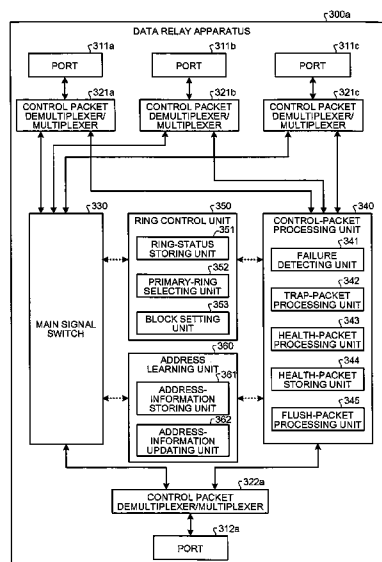 300a
DATA RELAY APPARATUS
311a
311b
311c
PORT
PORT
PORT
321a
321b
321c
CONTROL PACKET
DEMULTIPLEXER/
MULTIPLEXER
CONTROL PACKET
DEMULTIPLEXER/
MULTIPLEXER
CONTROL PACKET
DEMULTIPLEXER/
MULTIPLEXER
330
MAIN SIGNAL
SWITCH
350
RING CONTROL UNIT
351
RING-STATUS
STORING UNIT
352
PRIMARY-RING
SELECTING UNIT
353
BLOCK SETTING
UNIT
360
ADDRESS
LEARNING UNIT
361
ADDRESS-
INFORMATION
STORING UNIT
362
ADDRESS-
INFORMATION
UPDATING UNIT
340
CONTROL-PACKET
PROCESSING UNIT
341
FAILURE
DETECTING UNIT
342
TRAP-PACKET
PROCESSING UNIT
343
HEALTH-PACKET
PROCESSING UNIT
344
HEALTH-PACKET
STORING UNIT
345
FLUSH-PACKET
PROCESSING UNIT
322a
CONTROL PACKET
DEMULTIPLEXER/MULTIPLEXER
312a
PORT